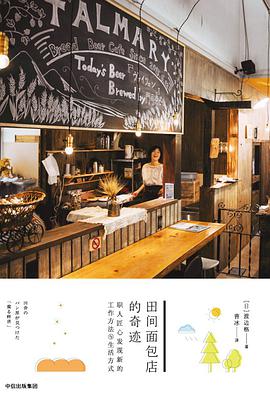 TALMARY
Bread Beer Cafe
Today's Beer
Brewed by
[日] 渡边格 著
冰 译
田间面包店
的奇迹
职人匠心发现新的
工作方法与生活方式
田舎の
パン屋が見つけた
「腐る経済」
中信出版集团